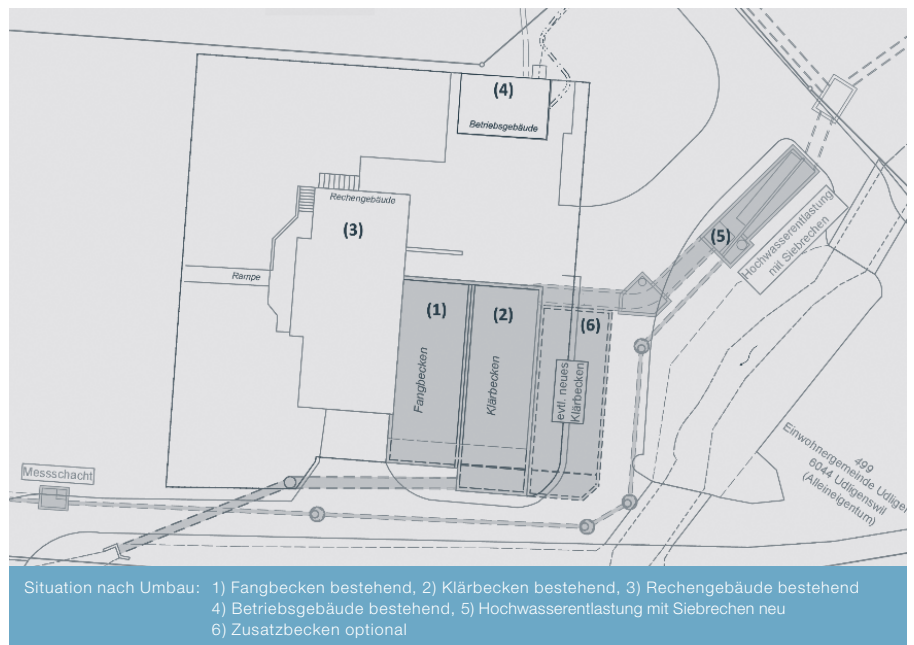 (4)
Betriebsgebäude
Rechengebäude
(3)
(5)
Hochwasserentlastung
mit Siebrechen
Rampe
(1)
(2)
(6)
Fangbecken
Klärbecken
evtl. neues
Klärbecken
499
Einwohnergemeinde Udligen
6044 Udligenswil
(Alleineigentum)
Messschacht
Situation nach Umbau: 1) Fangbecken bestehend, 2) Klärbecken bestehend, 3) Rechengebäude bestehend
4) Betriebsgebäude bestehend, 5) Hochwasserentlastung mit Siebrechen neu
6) Zusatzbecken optional